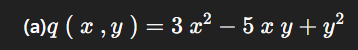 (a)q ( x , y ) = 3 x² − 5 x y + y²